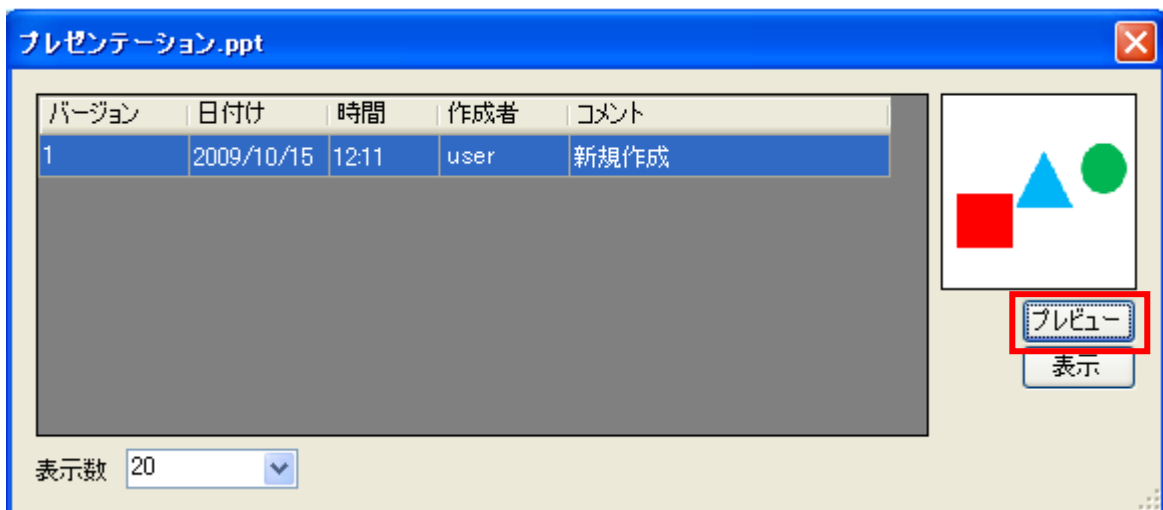 プレゼンテーション.ppt
バージョン 日付け 時間 作成者 コメント
1 2009/10/15 12:11 user 新規作成
プレビュー
表示
表示数 20